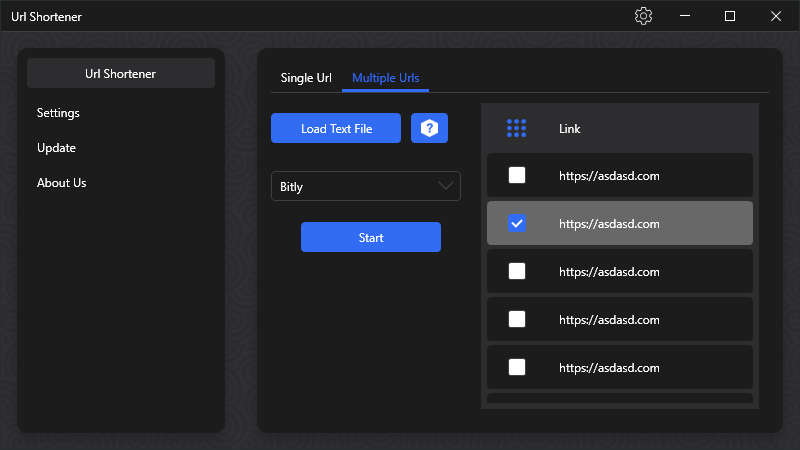 Url Shortener
Url Shortener
Settings
Update
About Us
Single Url
Multiple Urls
Load Text File
?
Bitly
Start
Link
https://asdasd.com
https://asdasd.com
https://asdasd.com
https://asdasd.com
https://asdasd.com